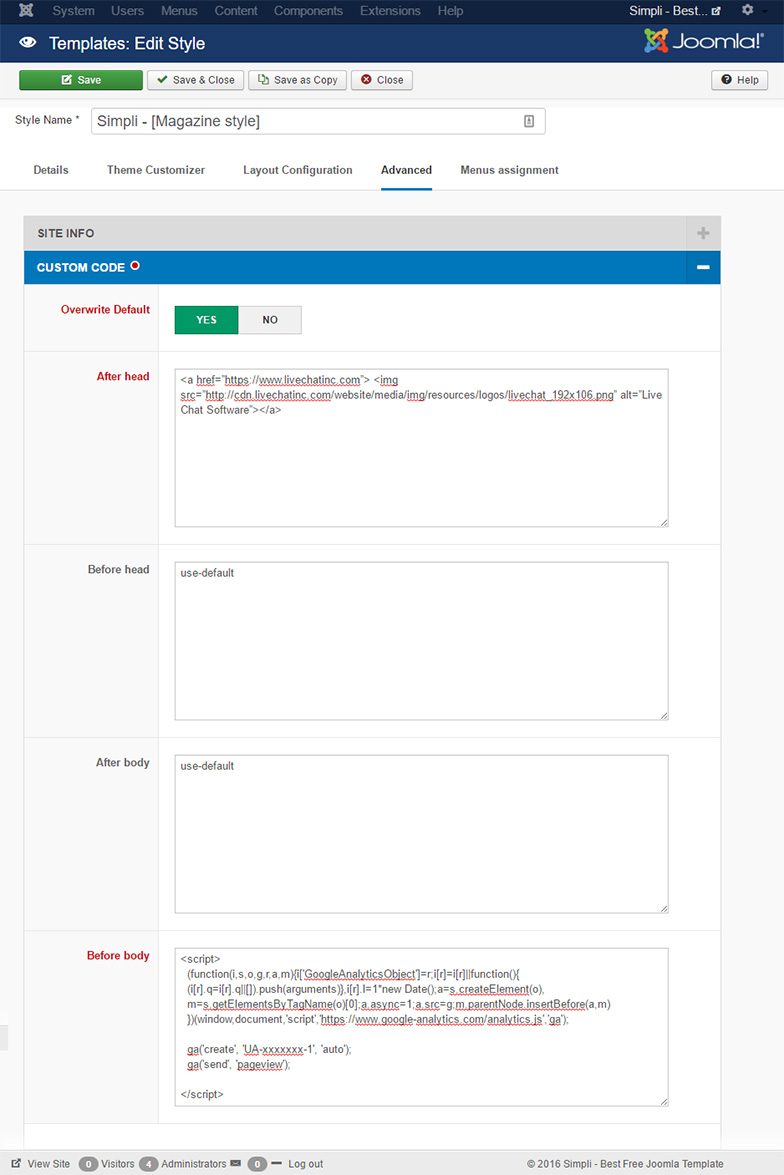 System Users Menus Content Components Extensions Help Simpli - Best...
Templates: Edit Style Joomla!®
Save Save & Close Save as Copy Close Help
Style Name * Simpli - [Magazine style]
Details Theme Customizer Layout Configuration Advanced Menus assignment
SITE INFO
CUSTOM CODE
Overwrite Default YES NO
After head
<a href="https://www.livechatinc.com"> <img
src="http://cdn.livechatinc.com/website/media/img/resources/logos/livechat_192x106.png" alt="Live
Chat Software"></a>
Before head
use-default
After body
use-default
Before body
<script>
(function(i,s,o,g,r,a,m){i['GoogleAnalyticsObject']=r;i[r]=i[r]||function(){
(i[r].q=i[r].q||[]).push(arguments)},i[r].l=1*new Date();a=s.createElement(o),
m=s.getElementsByTagName(o)[0];a.async=1;a.src=g;m.parentNode.insertBefore(a,m)
})(window,document,'script','https://www.google-analytics.com/analytics.js','ga');
ga('create', 'UA-xxxxxxx-1', 'auto');
ga('send', 'pageview');
</script>
View Site 0 Visitors 4 Administrators 0 Log out © 2016 Simpli - Best Free Joomla Template